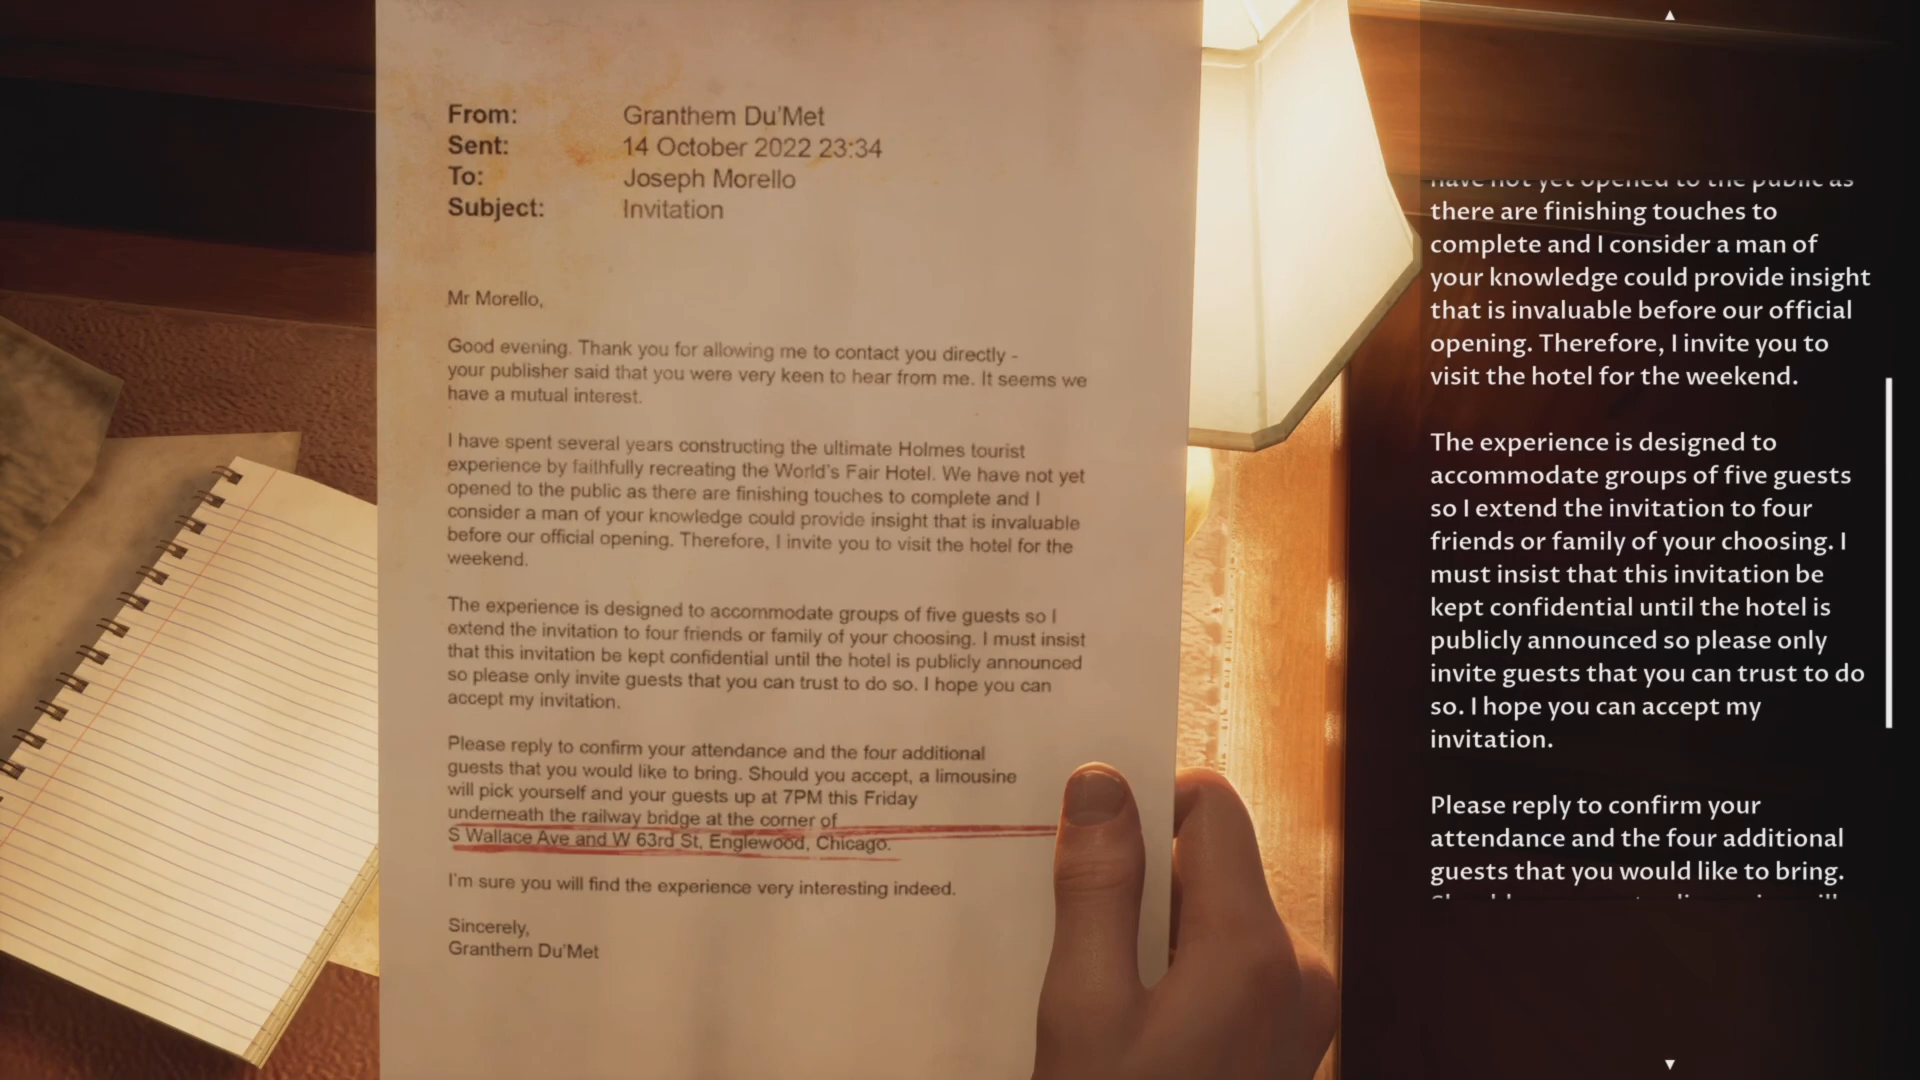 From: Granthem Du'Met
Sent: 14 October 2022 23:34
To: Joseph Morello
Subject: Invitation
Mr Morello,
Good evening. Thank you for allowing me to contact you directly -
your publisher said that you were very keen to hear from me. It seems we
have a mutual interest.
I have spent several years constructing the ultimate Holmes tourist
experience by faithfully recreating the World's Fair Hotel. We have not yet
opened to the public as there are finishing touches to complete and I
consider a man of your knowledge could provide insight that is invaluable
before our official opening. Therefore, I invite you to visit the hotel for the
weekend.
The experience is designed to accommodate groups of five guests so I
extend the invitation to four friends or family of your choosing. I must insist
that this invitation be kept confidential until the hotel is publicly announced
so please only invite guests that you can trust to do so. I hope you can
accept my invitation.
Please reply to confirm your attendance and the four additional
guests that you would like to bring. Should you accept, a limousine
will pick yourself and your guests up at 7PM this Friday
underneath the railway bridge at the corner of
S Wallace Ave and W 63rd St, Englewood, Chicago.
I'm sure you will find the experience very interesting indeed.
Sincerely,
Granthem Du'Met
have not yet opened to the public as
there are finishing touches to
complete and I consider a man of
your knowledge could provide insight
that is invaluable before our official
opening. Therefore, I invite you to
visit the hotel for the weekend.
The experience is designed to
accommodate groups of five guests
so I extend the invitation to four
friends or family of your choosing. I
must insist that this invitation be
kept confidential until the hotel is
publicly announced so please only
invite guests that you can trust to do
so. I hope you can accept my
invitation.
Please reply to confirm your
attendance and the four additional
guests that you would like to bring.